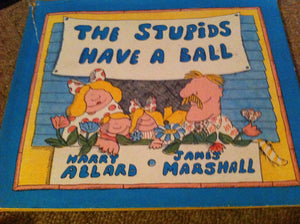 THE STUPIDS
HAVE A BALL
HARRY ALLARD • JAMES MARSHALL